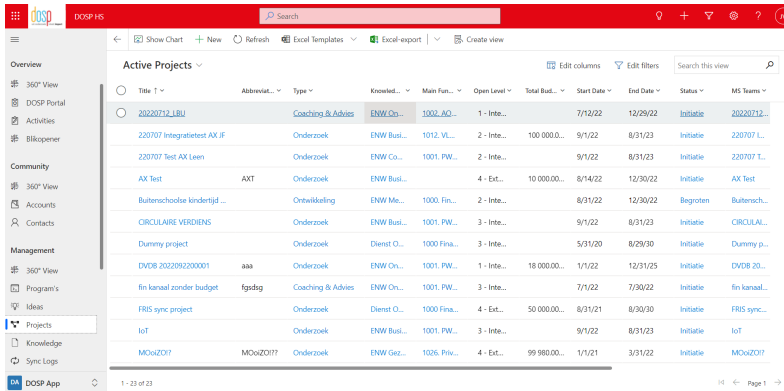 dosp
DOSP HS
Search
?
Show Chart New Refresh Excel Templates Excel-export Create view
Overview
360° View
DOSP Portal
Activities
Blikopener
Community
360° View
Accounts
Contacts
Management
360° View
Program's
Ideas
Projects
Knowledge
Sync Logs
DA DOSP App
Active Projects
Edit columns Edit filters Search this view
Title ↑ Abbreviat... Type Knowled... Main Fun... Open Level Total Bud... Start Date End Date Status MS Teams
20220712_LBU Coaching & Advies ENW On... 1002. AO... 1 - Inte... 7/12/22 12/29/22 Initiatie 20220712...
220707 Integratietest AX JF Onderzoek ENW Busi... 1012. VL... 2 - Inte... 100 000.0... 9/1/22 8/31/23 Initiatie 220707 I...
220707 Test AX Leen Onderzoek ENW Co... 1001. PW... 2 - Inte... 9/1/22 8/31/23 Initiatie 220707 T...
AX Test AXT Onderzoek ENW Busi... 4 - Ext... 10 000.00... 8/14/22 12/30/22 Initiatie AX Test
Buitenschoolse kindertijd ... Ontwikkeling ENW Me... 1000. Fin... 2 - Inte... 8/31/22 12/30/22 Begroten Buitensch...
CIRCULAIRE VERDIENS Onderzoek ENW Busi... 1001. PW... 3 - Inte... 9/1/22 8/31/23 Initiatie CIRCULAI...
Dummy project Onderzoek Dienst O... 1000 Fina... 3 - Inte... 5/31/20 8/29/30 Initiatie Dummy p...
DVDB 2022092200001 aaa Onderzoek ENW On... 1001. PW... 1 - Inte... 18 000.00... 1/1/22 12/31/25 Initiatie DVDB 20...
fin kanaal zonder budget fgsdsg Coaching & Advies ENW On... 1001. PW... 3 - Inte... 7/1/22 7/30/22 Initiatie fin kanaal...
FRIS sync project Onderzoek Dienst O... 1000 Fina... 4 - Ext... 50 000.00... 8/31/21 8/30/30 Initiatie FRIS sync...
IoT Onderzoek ENW Busi... 1001. PW... 3 - Inte... 9/1/22 8/31/23 Initiatie IoT
MOoiZO!? MOoiZO!?? Onderzoek ENW Gez... 1026. Priv... 4 - Ext... 99 980.00... 1/1/21 3/31/22 Initiatie MOoiZO!?
1 - 23 of 23 Page 1